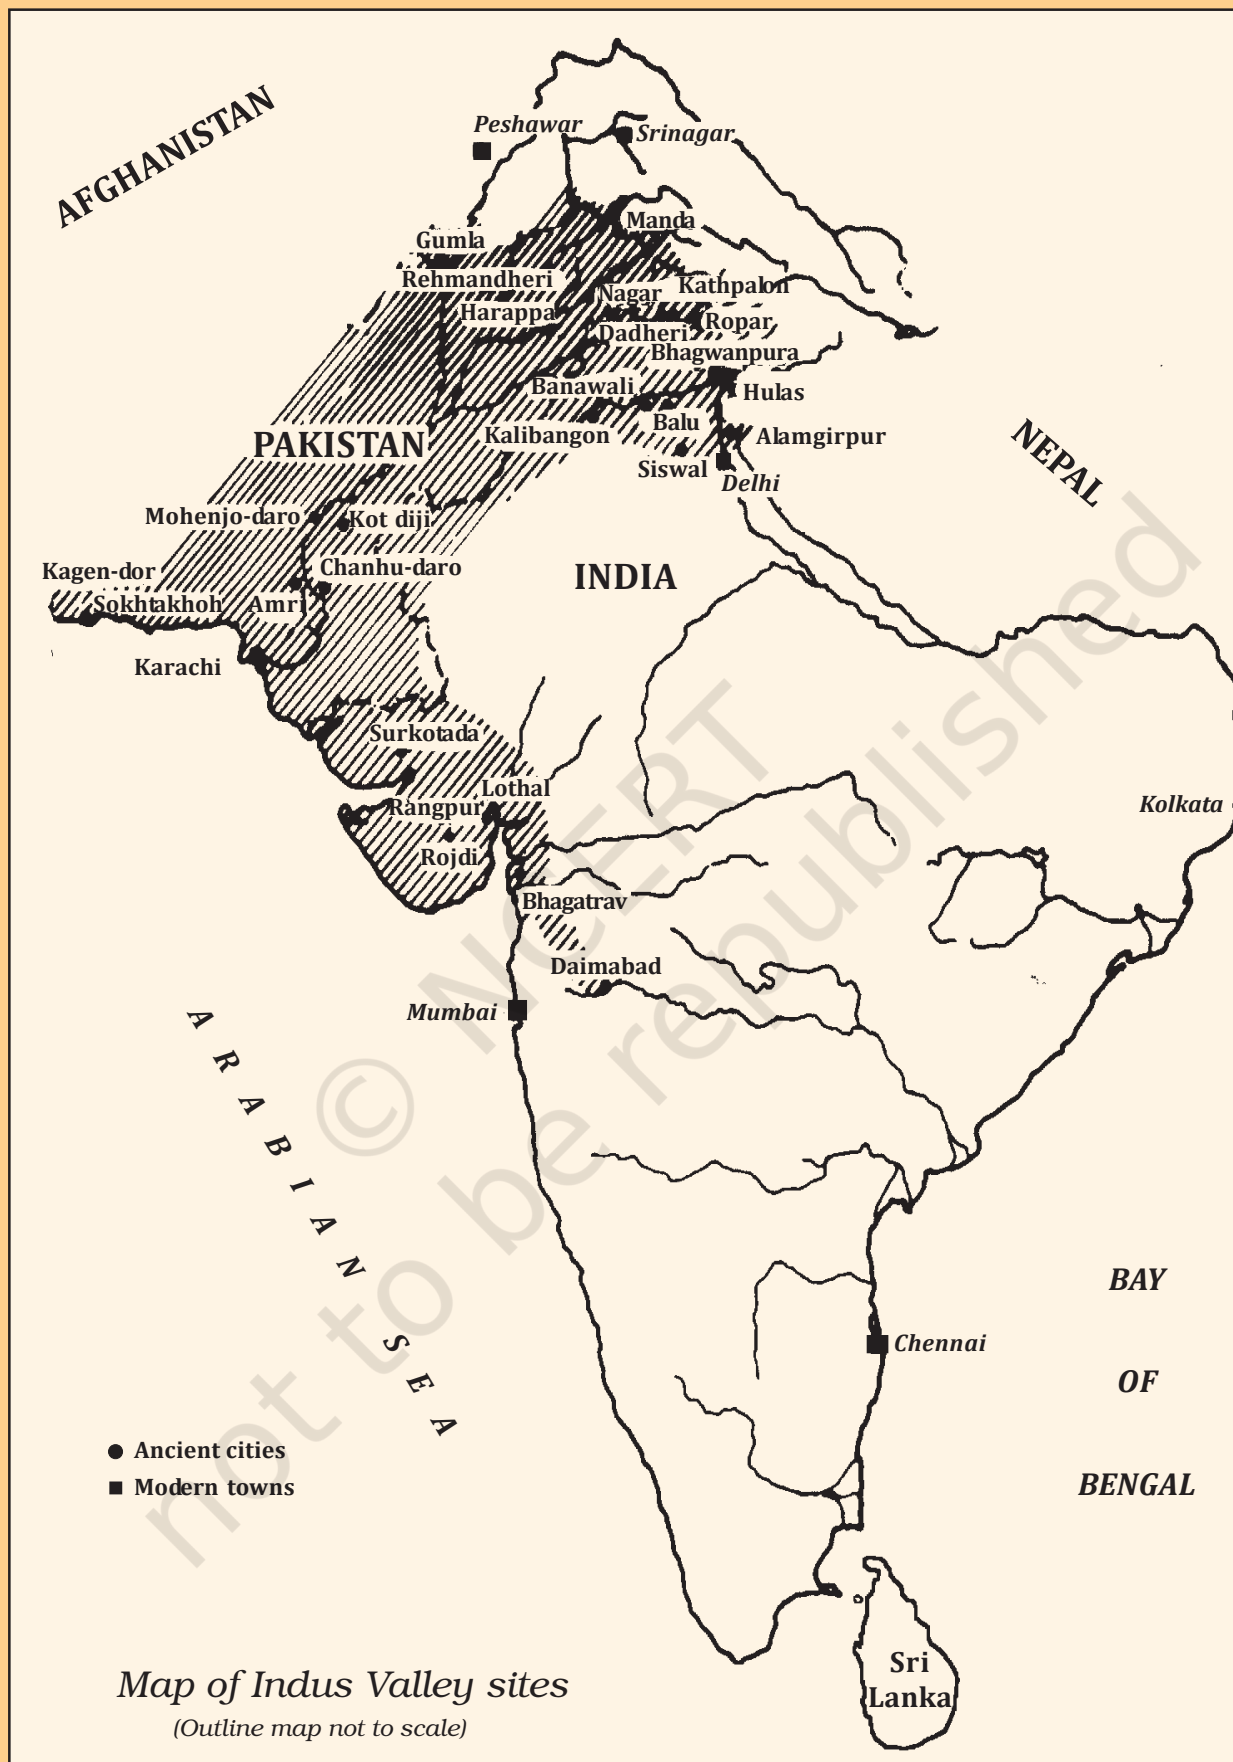 AFGHANISTAN
Peshawar
Srinagar
Manda
Gumla
Rehmandheri
Kathpalon
Nagar
Harappa
Ropar
Dadheri
Bhagwanpura
Banawali
Hulas
Balu
Kalibangon
Alamgirpur
PAKISTAN
Siswal
Delhi
NEPAL
Mohenjo-daro
Kot diji
Kagen-dor
Chanhu-daro
INDIA
Sokhtakhoh
Amri
Karachi
Surkotada
Lothal
Rangpur
Kolkata
Rojdi
Bhagatrav
Daimabad
Mumbai
ARABIAN SEA
BAY
OF
BENGAL
Chennai
Ancient cities
Modern towns
Sri
Lanka
Map of Indus Valley sites
(Outline map not to scale)
© NCERT
not to be republished